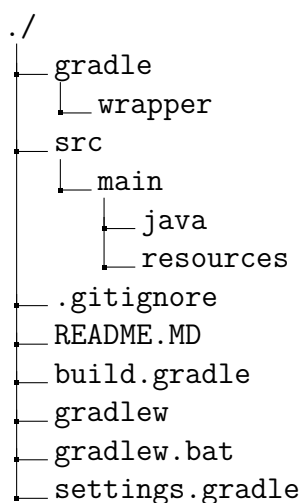 ./
gradle
wrapper
src
main
java
resources
.gitignore
README.MD
build.gradle
gradlew
gradlew.bat
settings.gradle